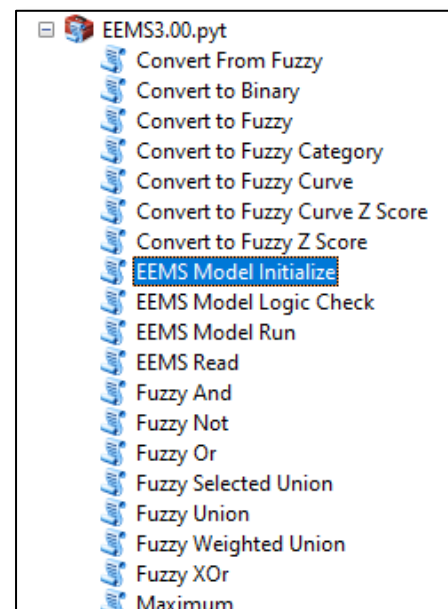 EEMS3.00.pyt
Convert From Fuzzy
Convert to Binary
Convert to Fuzzy
Convert to Fuzzy Category
Convert to Fuzzy Curve
Convert to Fuzzy Curve Z Score
Convert to Fuzzy Z Score
EEMS Model Initialize
EEMS Model Logic Check
EEMS Model Run
EEMS Read
Fuzzy And
Fuzzy Not
Fuzzy Or
Fuzzy Selected Union
Fuzzy Union
Fuzzy Weighted Union
Fuzzy XOr
Maximum